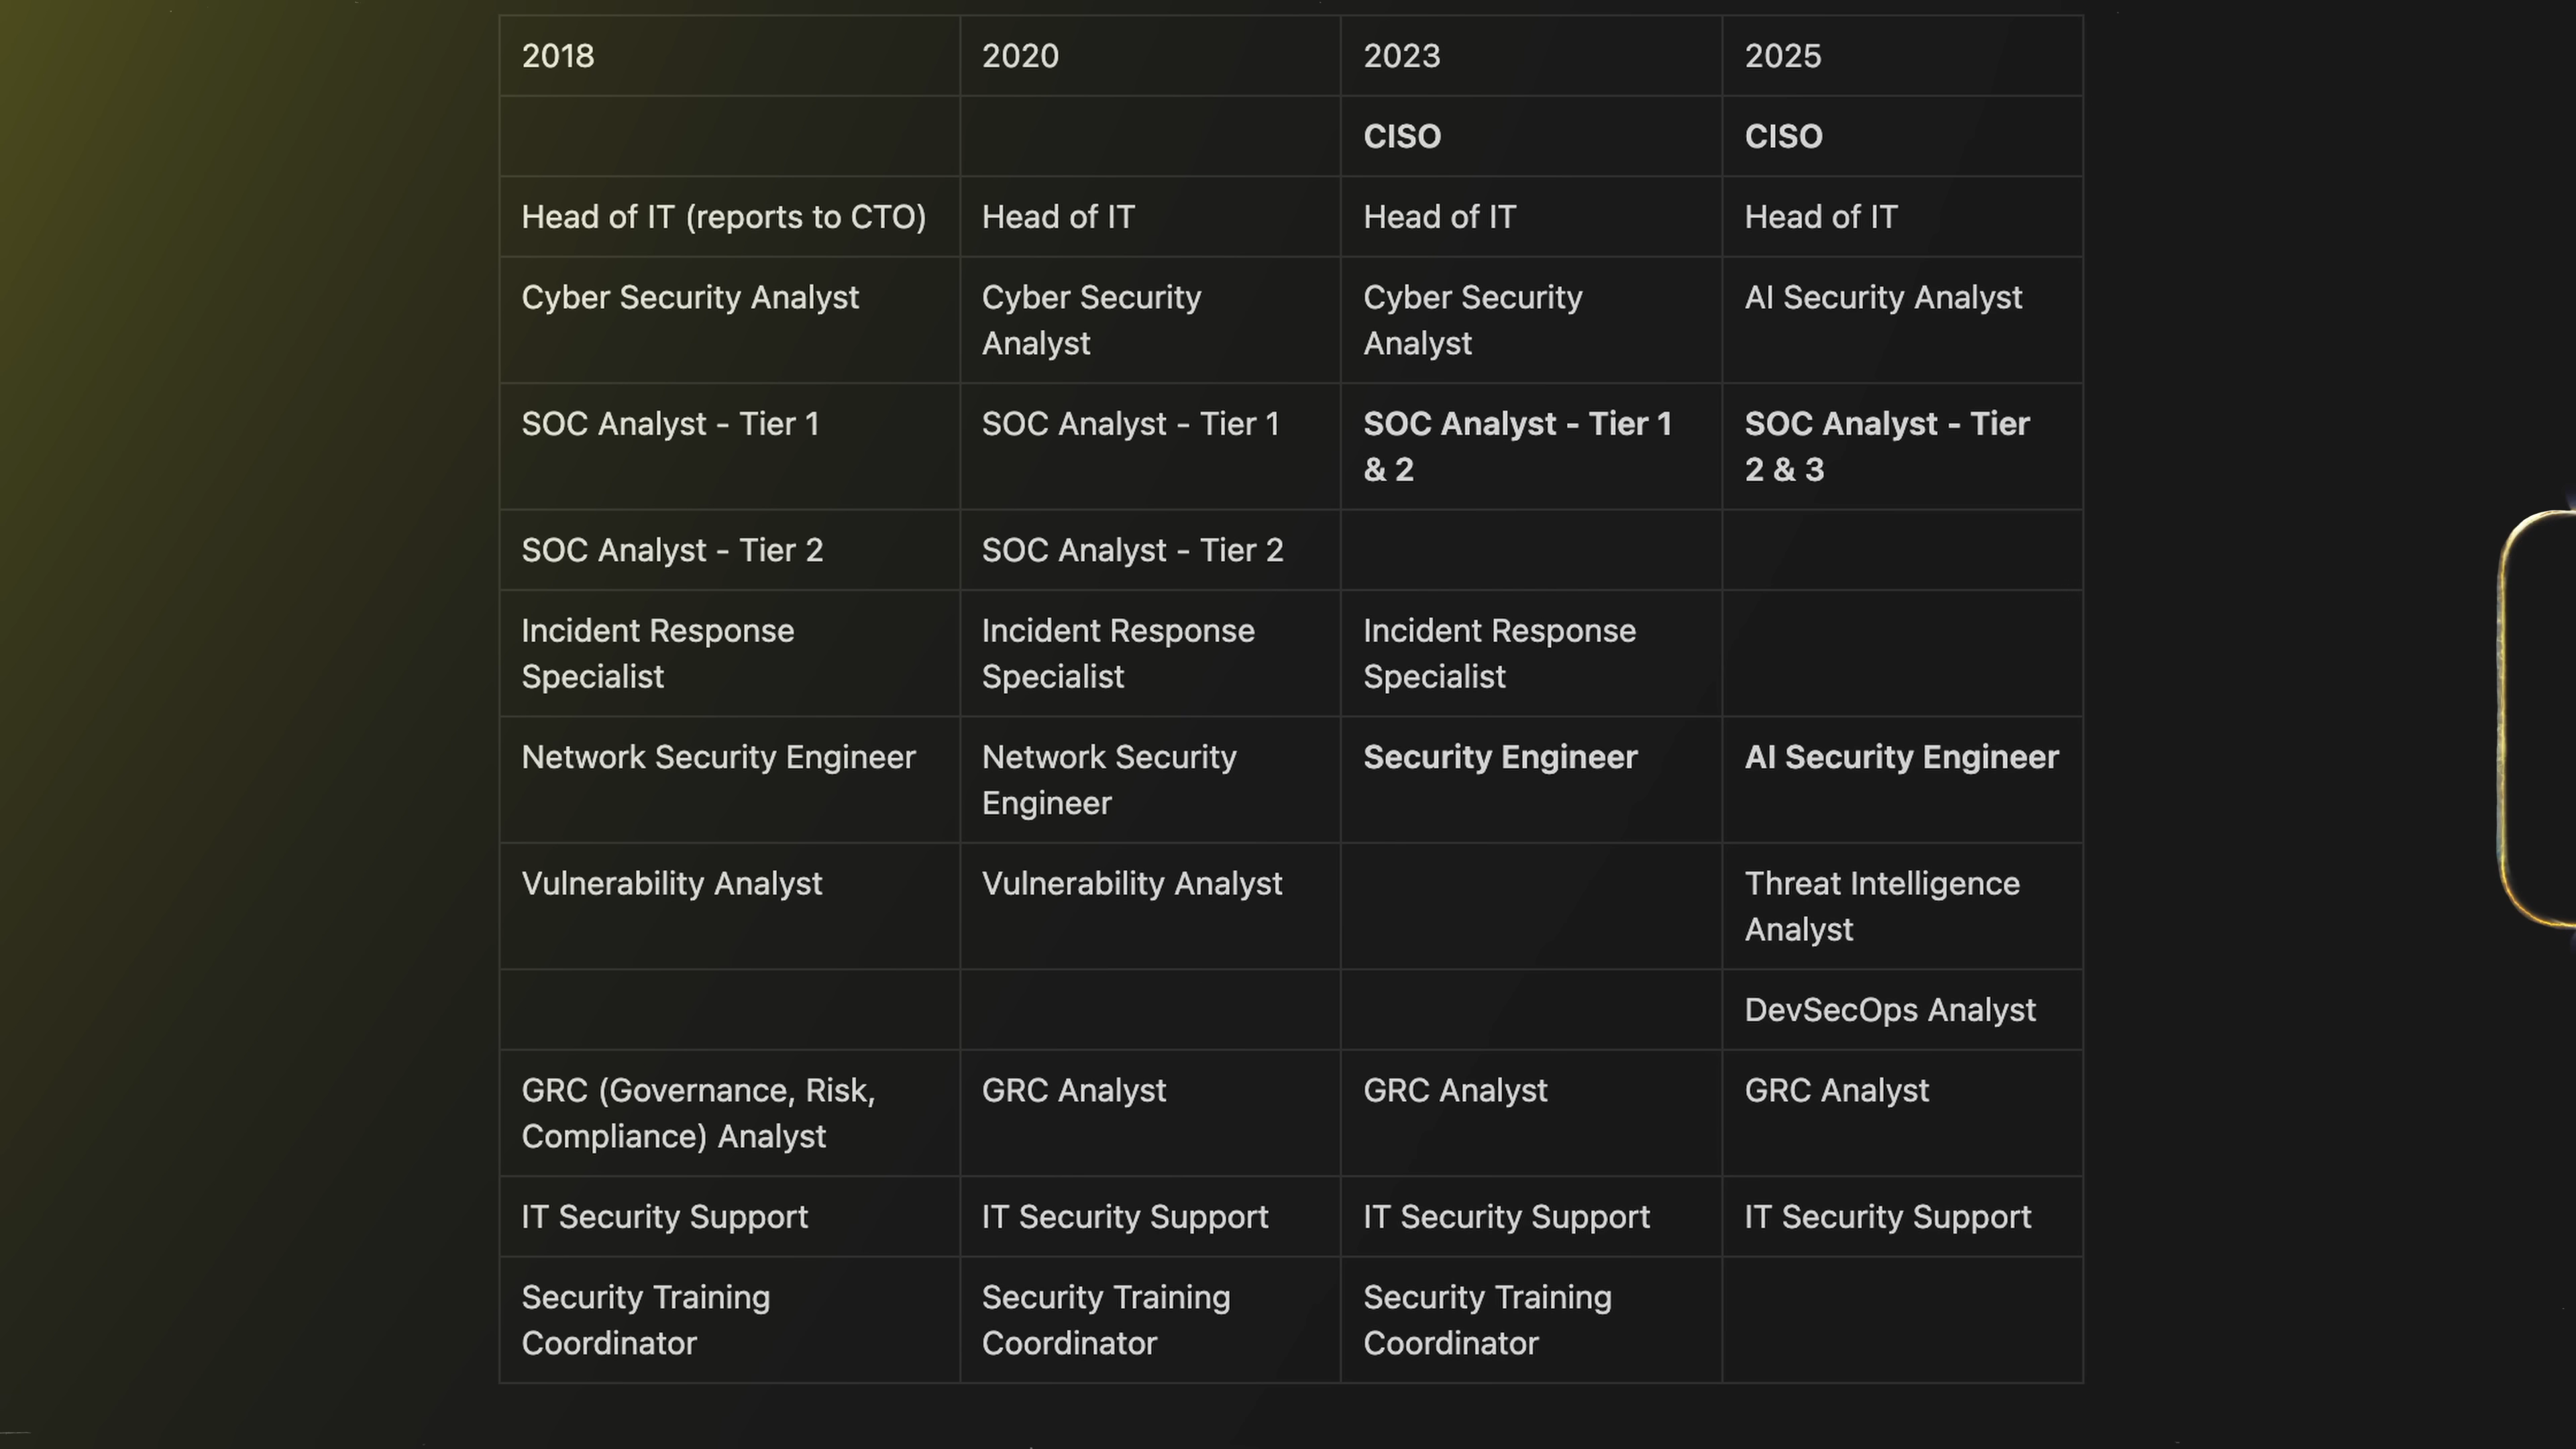 2018 2020 2023 2025
CISO CISO
Head of IT (reports to CTO) Head of IT Head of IT Head of IT
Cyber Security Analyst Cyber Security Cyber Security AI Security Analyst
Analyst Analyst
SOC Analyst - Tier 1 SOC Analyst - Tier 1 SOC Analyst - Tier 1 SOC Analyst - Tier
& 2 2 & 3
SOC Analyst - Tier 2 SOC Analyst - Tier 2
Incident Response Incident Response Incident Response
Specialist Specialist Specialist
Network Security Engineer Network Security Security Engineer AI Security Engineer
Engineer
Vulnerability Analyst Vulnerability Analyst Threat Intelligence
Analyst
DevSecOps Analyst
GRC (Governance, Risk, GRC Analyst GRC Analyst GRC Analyst
Compliance) Analyst
IT Security Support IT Security Support IT Security Support IT Security Support
Security Training Security Training Security Training
Coordinator Coordinator Coordinator